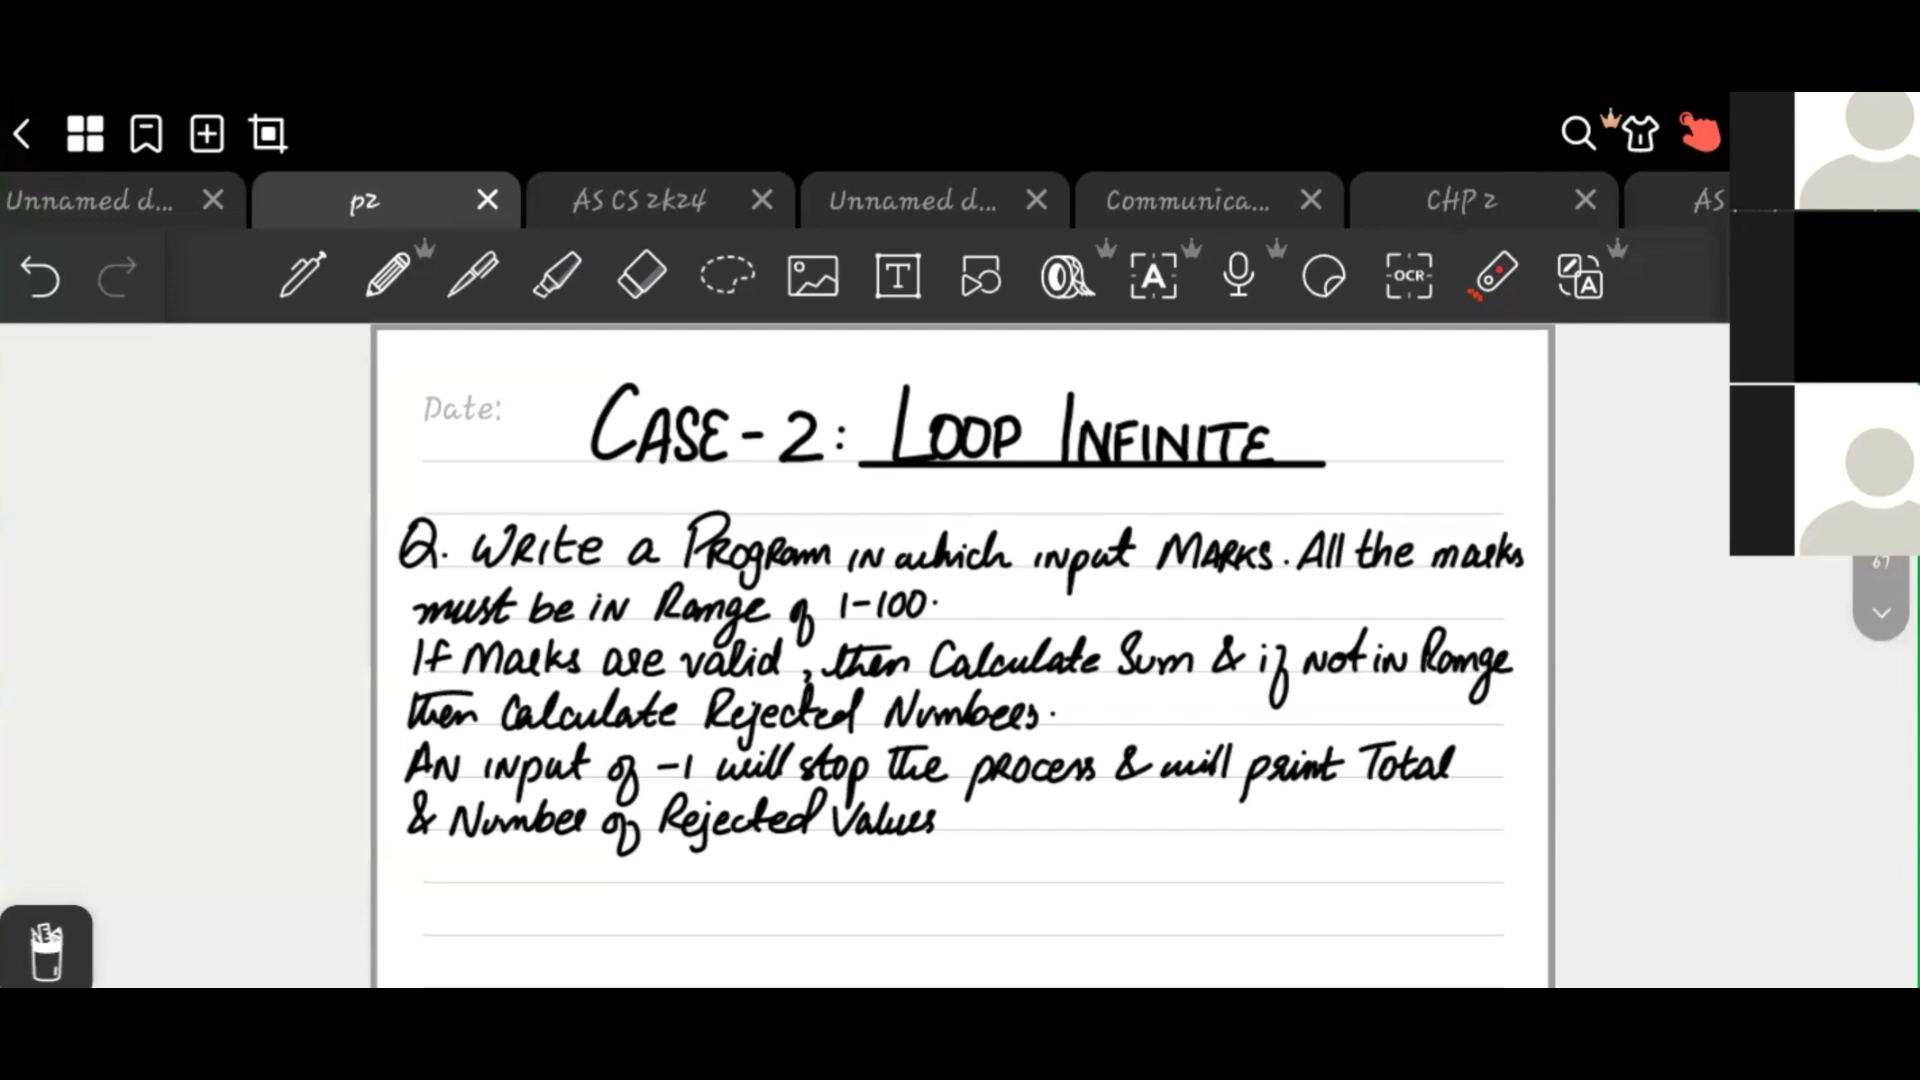 Unnamed d...
p2
AS CS 2k24
Unnamed d...
Communica...
CHP 2
AS
T
A
OCR
A
Date:
CASE-2: LOOP INFINITE
Q. WRITE a PROGRAM IN which input MARKS. All the marks
must be in Range of 1-100.
If Marks are valid, then Calculate Sum & if not in Range
then Calculate Rejected Numbers.
AN input of -1 will stop the process & will print Total
& Number of Rejected Values
67